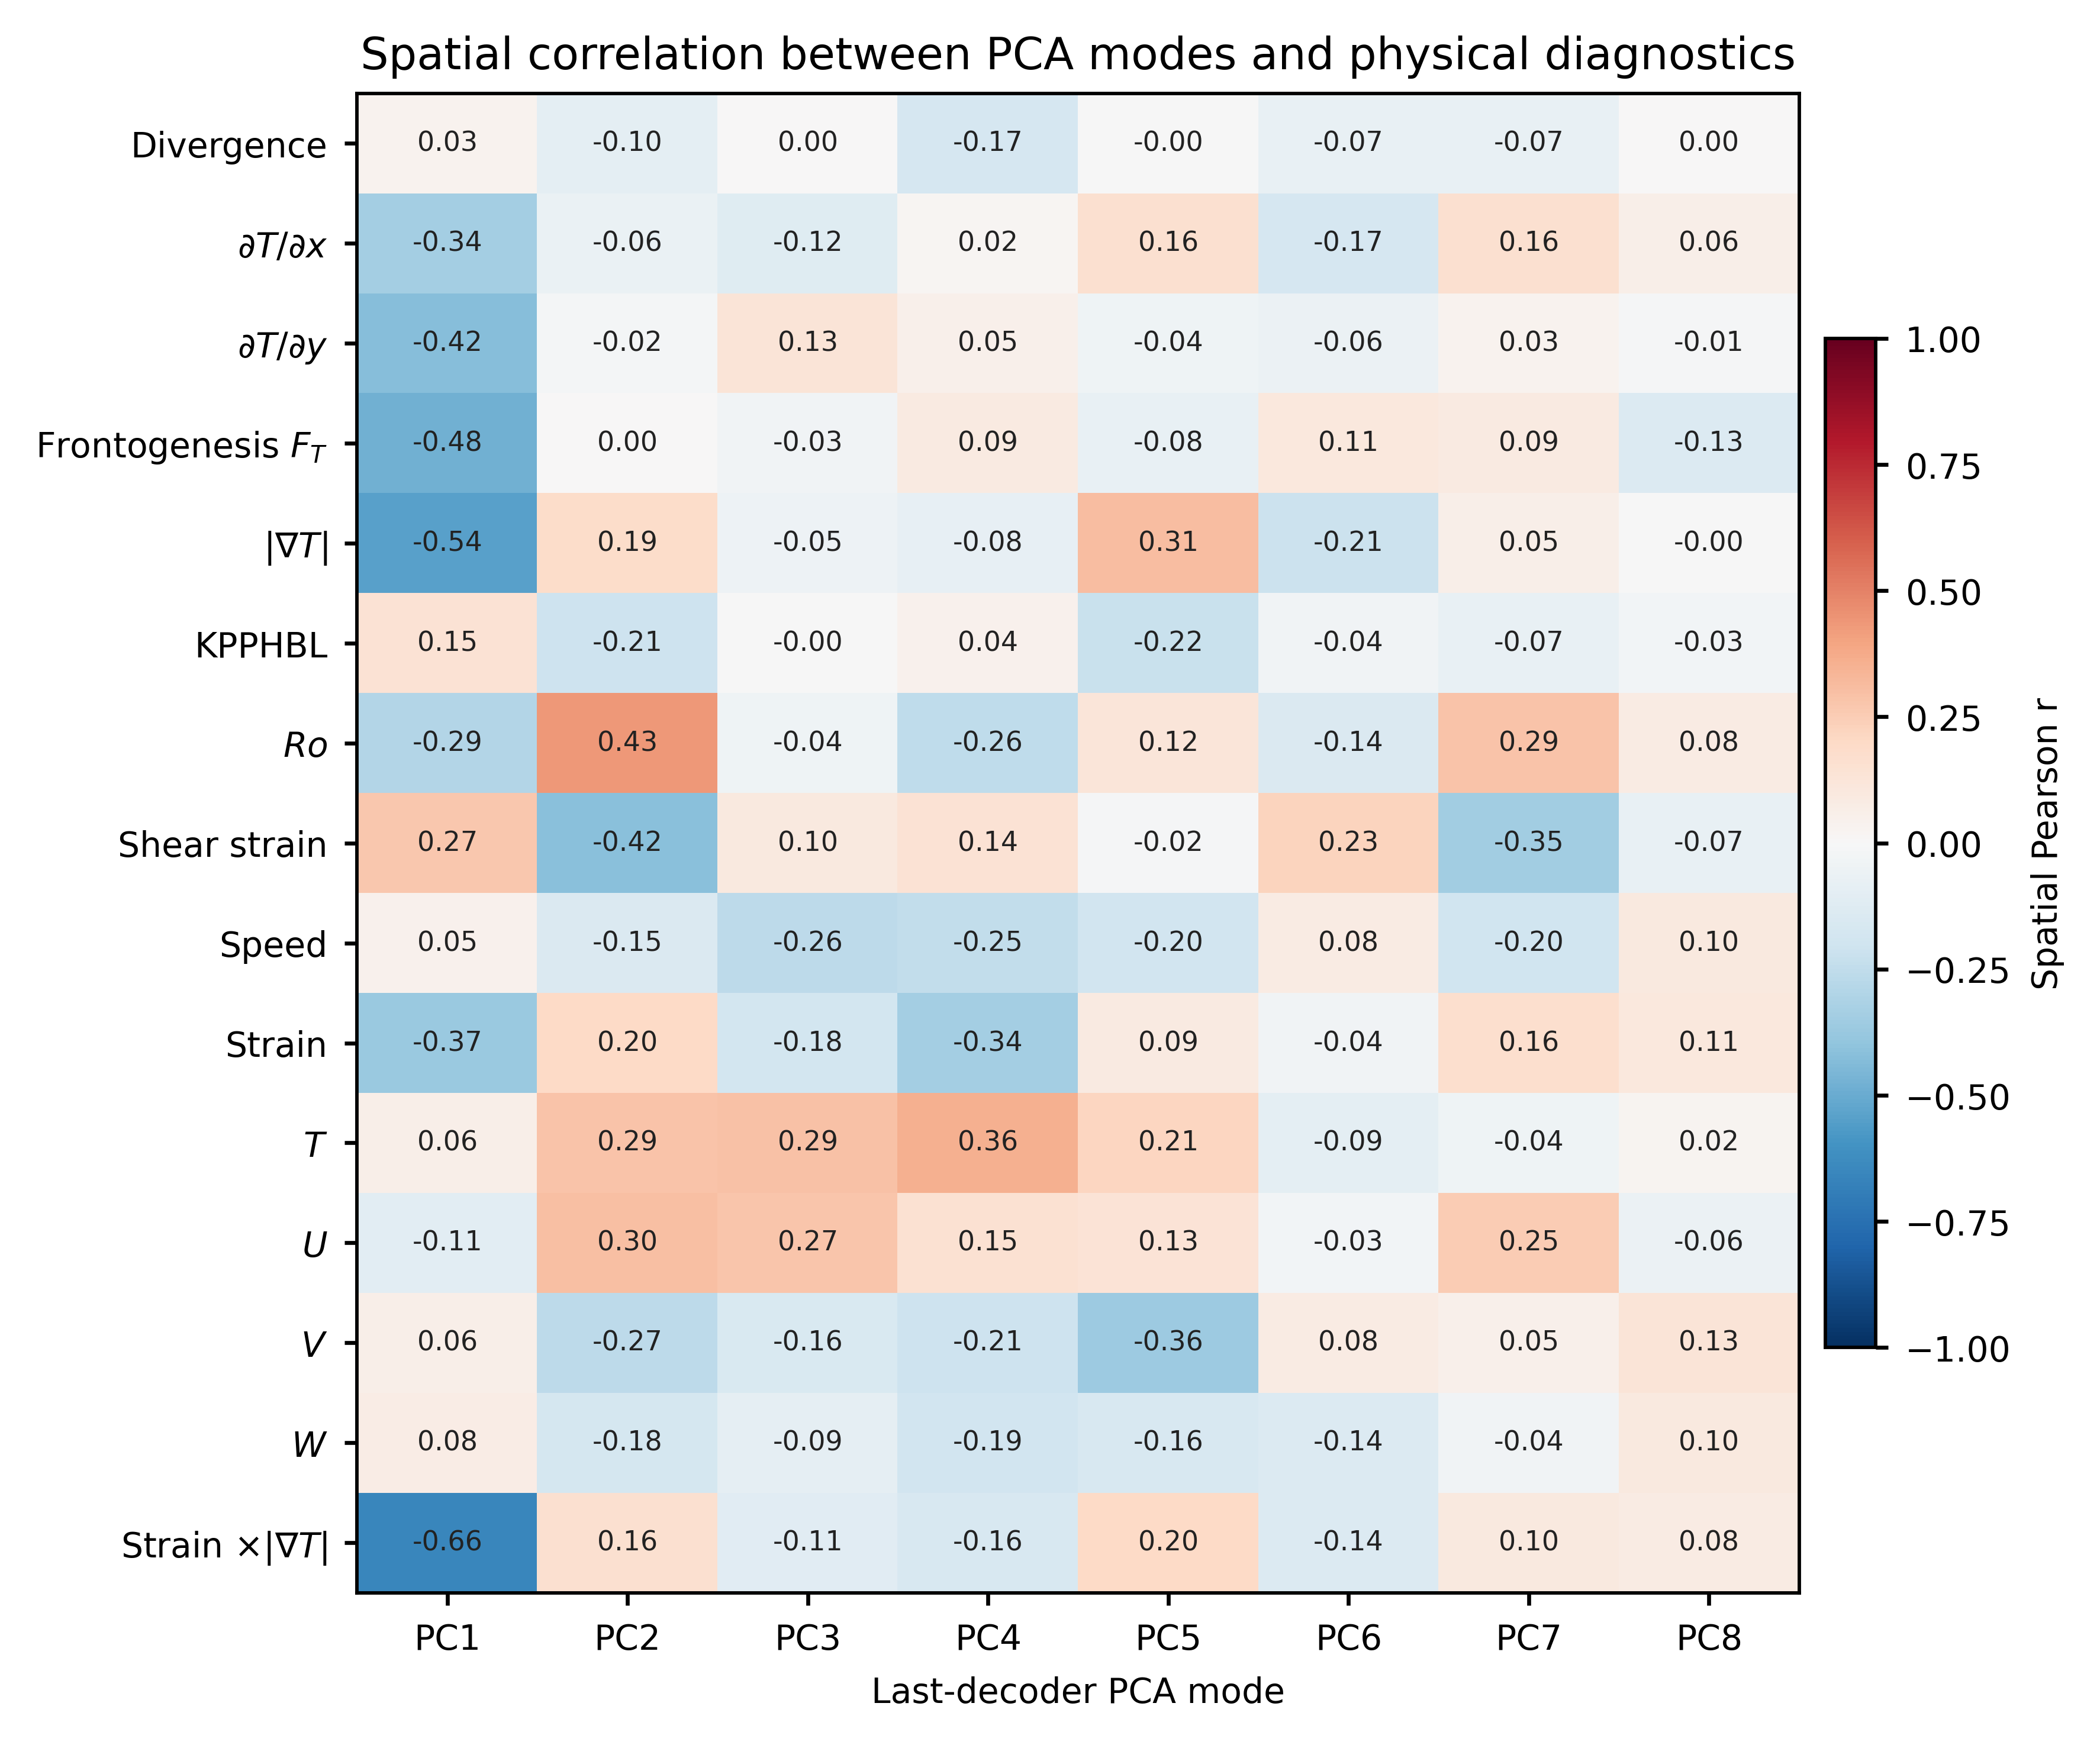 Spatial correlation between PCA modes and physical diagnostics
Divergence 0.03 -0.10 0.00 -0.17 -0.00 -0.07 -0.07 0.00
∂T/∂x -0.34 -0.06 -0.12 0.02 0.16 -0.17 0.16 0.06
∂T/∂y -0.42 -0.02 0.13 0.05 -0.04 -0.06 0.03 -0.01
Frontogenesis F_T -0.48 0.00 -0.03 0.09 -0.08 0.11 0.09 -0.13
|∇T| -0.54 0.19 -0.05 -0.08 0.31 -0.21 0.05 -0.00
KPPHBL 0.15 -0.21 -0.00 0.04 -0.22 -0.04 -0.07 -0.03
Ro -0.29 0.43 -0.04 -0.26 0.12 -0.14 0.29 0.08
Shear strain 0.27 -0.42 0.10 0.14 -0.02 0.23 -0.35 -0.07
Speed 0.05 -0.15 -0.26 -0.25 -0.20 0.08 -0.20 0.10
Strain -0.37 0.20 -0.18 -0.34 0.09 -0.04 0.16 0.11
T 0.06 0.29 0.29 0.36 0.21 -0.09 -0.04 0.02
U -0.11 0.30 0.27 0.15 0.13 -0.03 0.25 -0.06
V 0.06 -0.27 -0.16 -0.21 -0.36 0.08 0.05 0.13
W 0.08 -0.18 -0.09 -0.19 -0.16 -0.14 -0.04 0.10
Strain ×|∇T| -0.66 0.16 -0.11 -0.16 0.20 -0.14 0.10 0.08
PC1 PC2 PC3 PC4 PC5 PC6 PC7 PC8
Last-decoder PCA mode
1.00
0.75
0.50
0.25
0.00
−0.25
−0.50
−0.75
−1.00
Spatial Pearson r